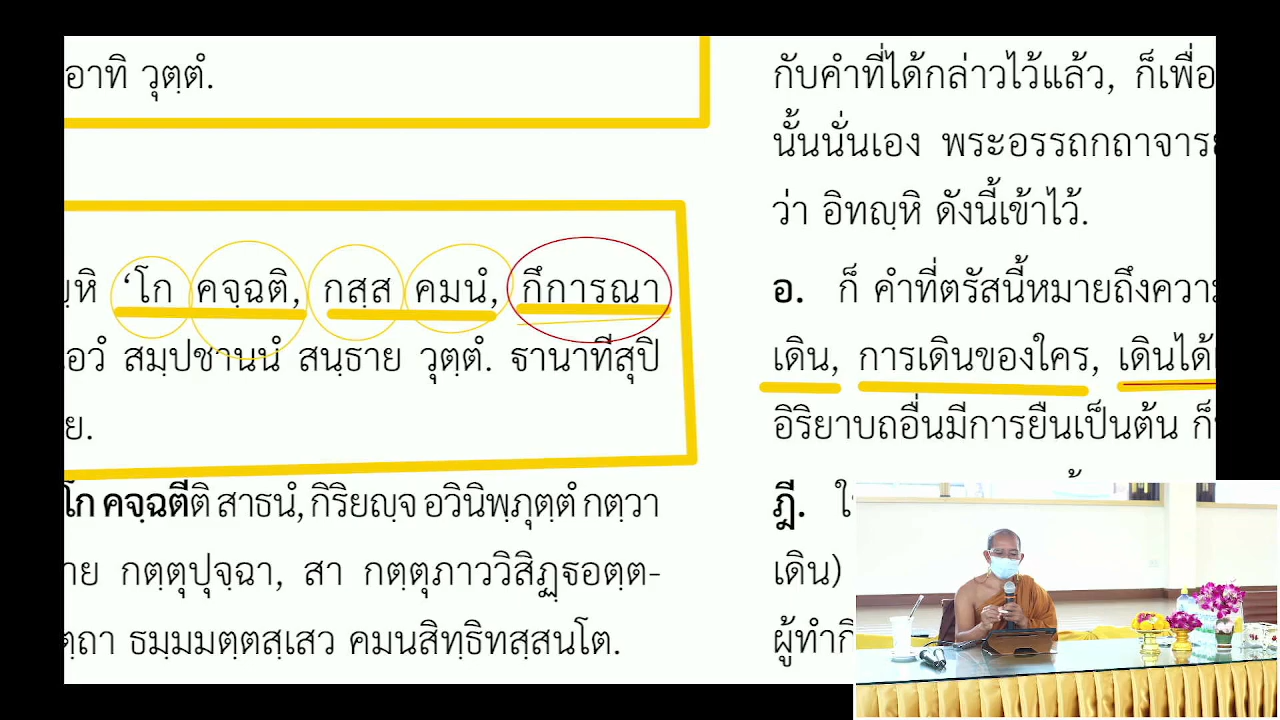 อาทิ วุตฺตํ.
หิ ‘โก คจฺฉติ, กสฺส คมนํ, กึการณา
เอวํ สมฺปชานนํ สนฺธาย วุตฺตํ. ฐานาทีสุปิ
ย.
โก คจฺฉตีติ สาธนํ, กิริยญฺจ อวินิพฺภุตฺตํ กตฺวา
าย กตฺตุปุจฺฉา, สา กตฺตุภาววิสิฏฺฐอตฺต-
ตฺถา ธมฺมมตฺตสฺเสว คมนสิทฺธิทสฺสนโต.
กับคำที่ได้กล่าวไว้แล้ว, ก็เพื่อ
นั้นนั่นเอง พระอรรถกถาจารย
ว่า อิทญฺหิ ดังนี้เข้าไว้.
อ. ก็ คำที่ตรัสนี้หมายถึงความ
เดิน, การเดินของใคร, เดินได้
อิริยาบถอื่นมีการยืนเป็นต้น ก็
ฎี. ใ
เดิน)
ผู้ทำกิ